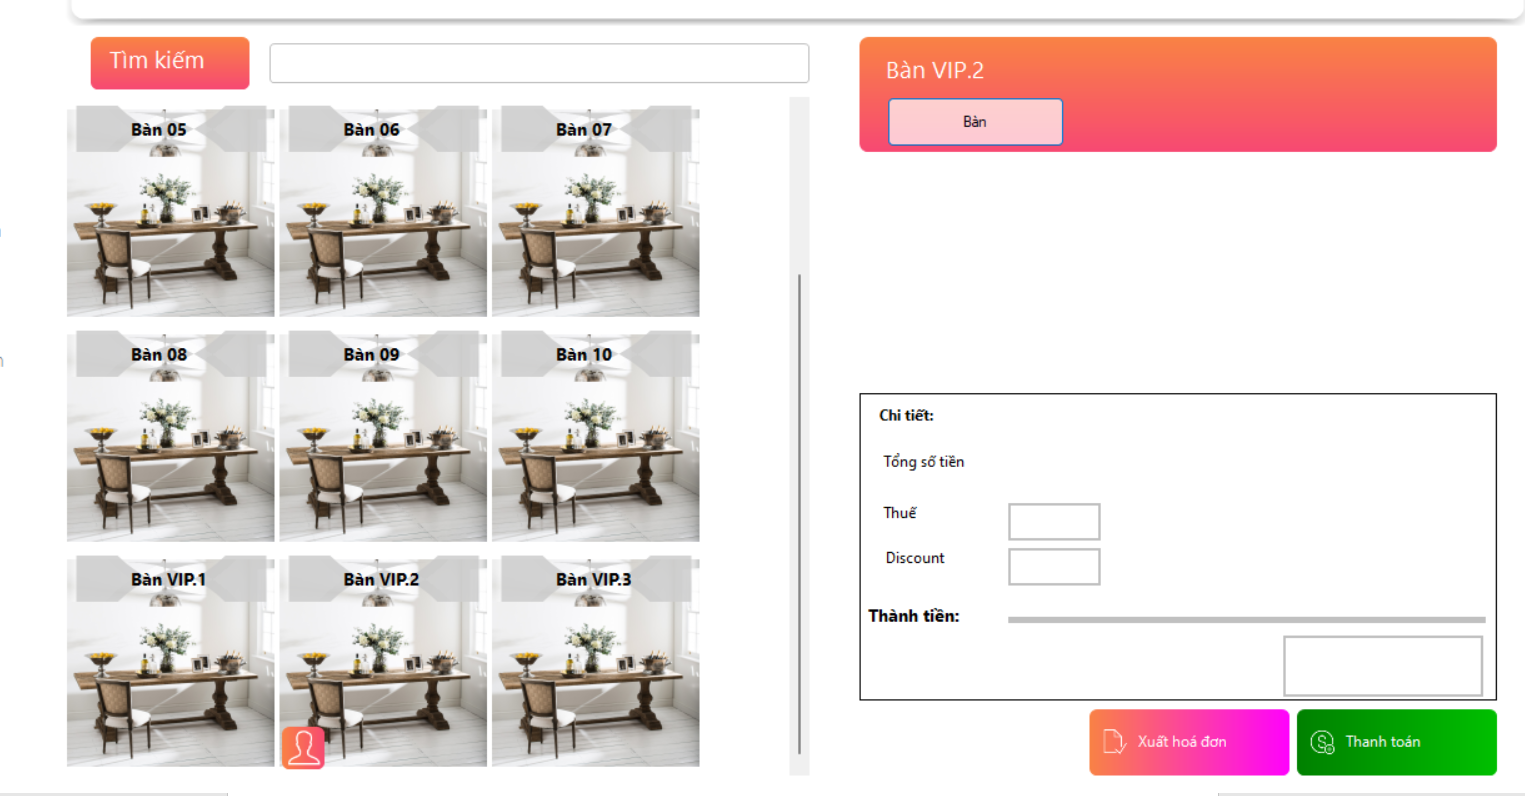 Tìm kiếm
Bàn 05
Bàn 06
Bàn 07
Bàn 08
Bàn 09
Bàn 10
Bàn VIP.1
Bàn VIP.2
Bàn VIP.3
Bàn VIP.2
Bàn
Chi tiết:
Tổng số tiền
Thuế
Discount
Thành tiền:
Xuất hoá đơn
Thanh toán